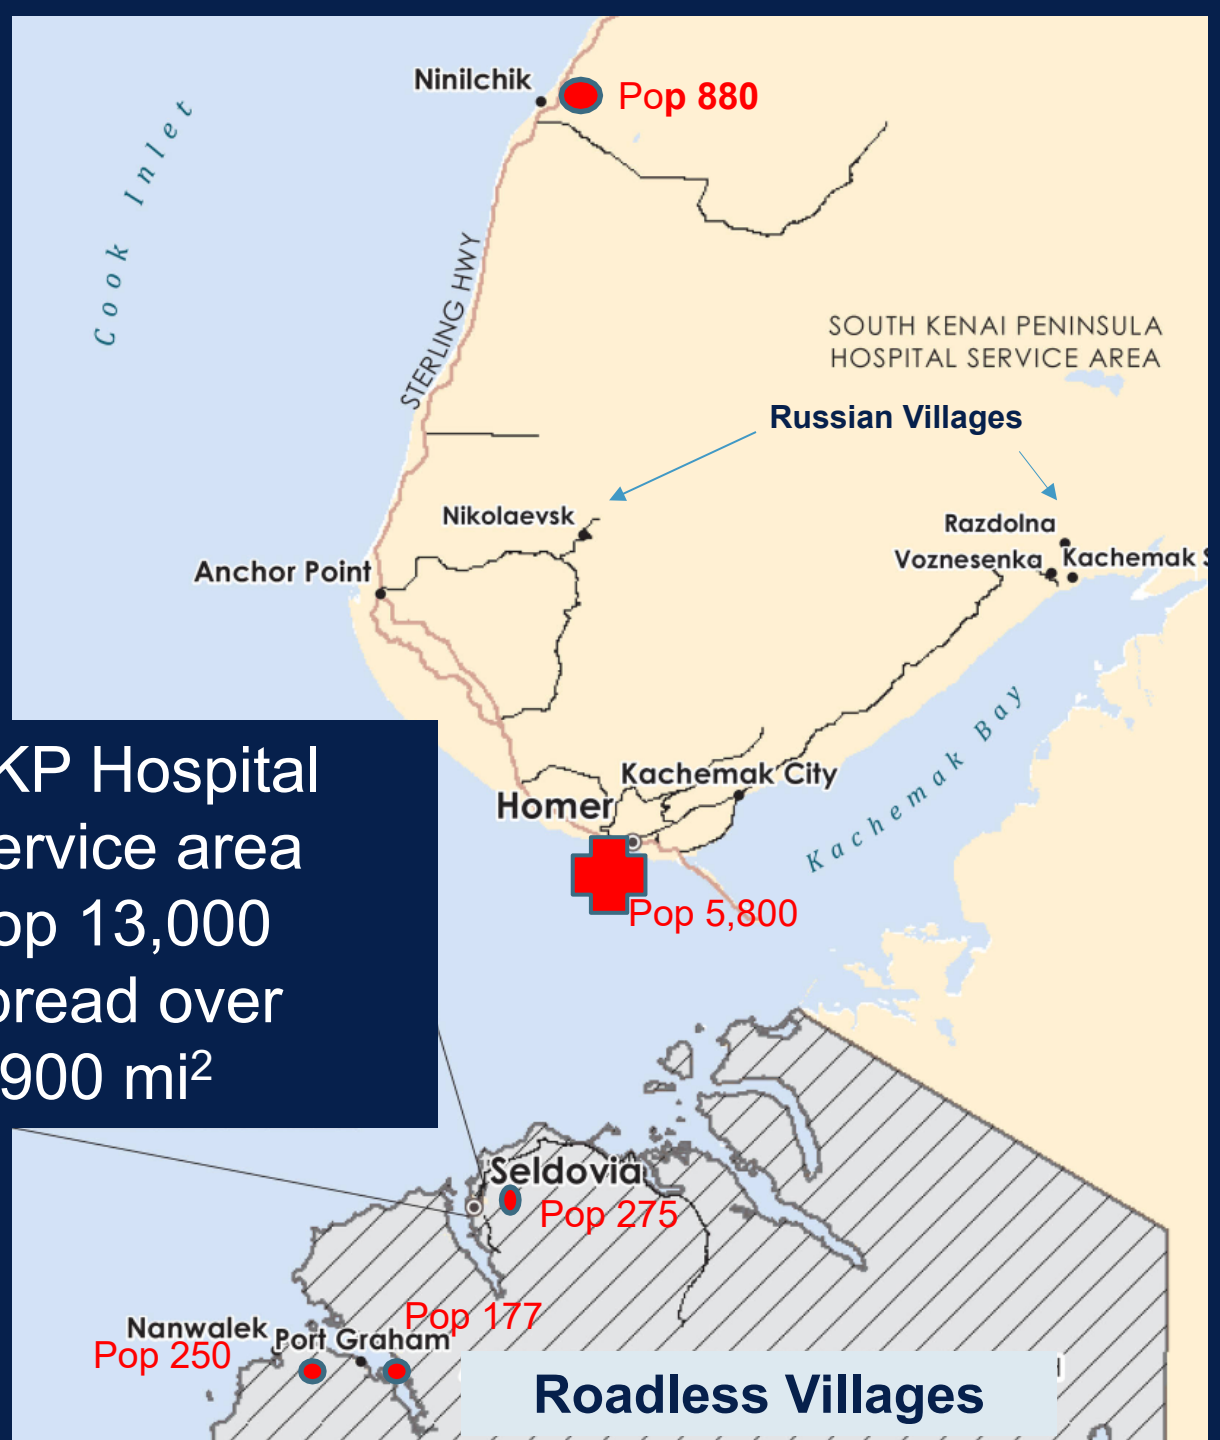 Ninilchik
Pop 880
Cook Inlet
STERLING HWY
SOUTH KENAI PENINSULA
HOSPITAL SERVICE AREA
Russian Villages
Nikolaevsk
Razdolna
Voznesenka
Kachemak S
Anchor Point
Kachemak Bay
KP Hospital
ervice area
op 13,000
pread over
900 mi²
Kachemak City
Homer
Pop 5,800
Seldovia
Pop 275
Pop 177
Nanwalek
Port Graham
Pop 250
Roadless Villages